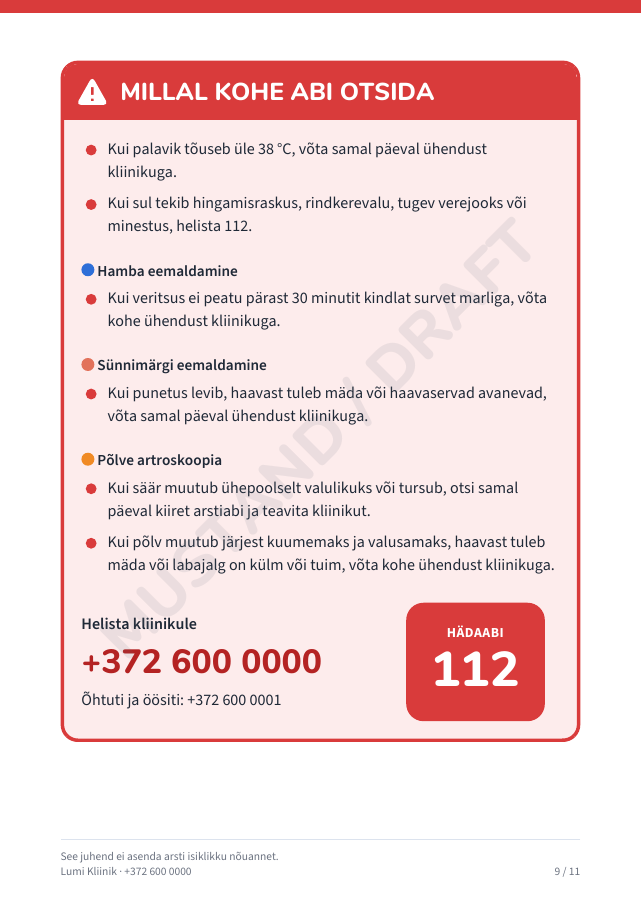 MILLAL KOHE ABI OTSIDA
Kui palavik tõuseb üle 38 °C, võta samal päeval ühendust
kliinikuga.
Kui sul tekib hingamisraskus, rindkerevalu, tugev verejooks või
minestus, helista 112.
Hamba eemaldamine
Kui veritsus ei peatu pärast 30 minutit kindlat survet marliga, võta
kohe ühendust kliinikuga.
Sünnimärgi eemaldamine
Kui punetus levib, haavast tuleb mäda või haavaservad avanevad,
võta samal päeval ühendust kliinikuga.
Põlve artroskoopia
Kui säär muutub ühepoolselt valulikuks või tursub, otsi samal
päeval kiiret arstiabi ja teavita kliinikut.
Kui põlv muutub järjest kuumemaks ja valusamaks, haavast tuleb
mäda või labajalg on külm või tuim, võta kohe ühendust kliinikuga.
MUSTAND / DRAFT
Helista kliinikule
+372 600 0000
Õhtuti ja öösiti: +372 600 0001
HÄDAABI
112
See juhend ei asenda arsti isiklikku nõuannet.
Lumi Kliinik · +372 600 0000
9 / 11